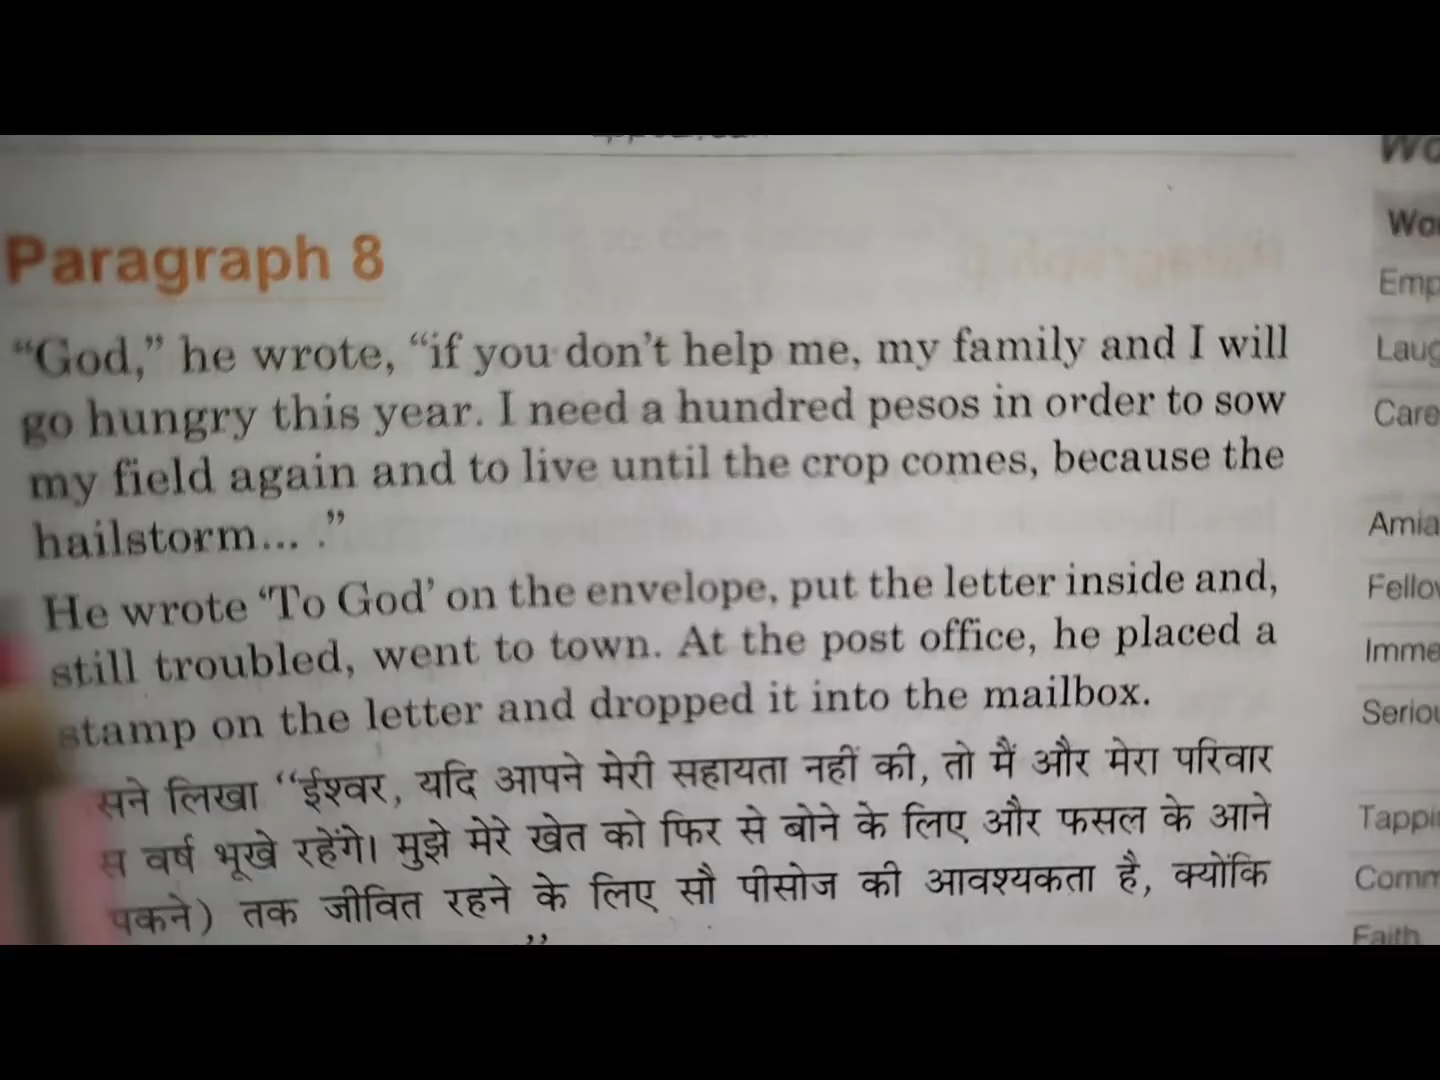 Paragraph 8
“God,” he wrote, “if you don’t help me, my family and I will
go hungry this year. I need a hundred pesos in order to sow
my field again and to live until the crop comes, because the
hailstorm... .”
He wrote ‘To God’ on the envelope, put the letter inside and,
still troubled, went to town. At the post office, he placed a
stamp on the letter and dropped it into the mailbox.
सने लिखा “ईश्वर, यदि आपने मेरी सहायता नहीं की, तो मैं और मेरा परिवार
स वर्ष भूखे रहेंगे। मुझे मेरे खेत को फिर से बोने के लिए और फसल के आने
पकने) तक जीवित रहने के लिए सौ पीसोज की आवश्यकता है, क्योंकि
”
Wo
Wor
Emp
Laug
Care
Amia
Fellow
Imme
Seriou
Tappi
Comm
Faith